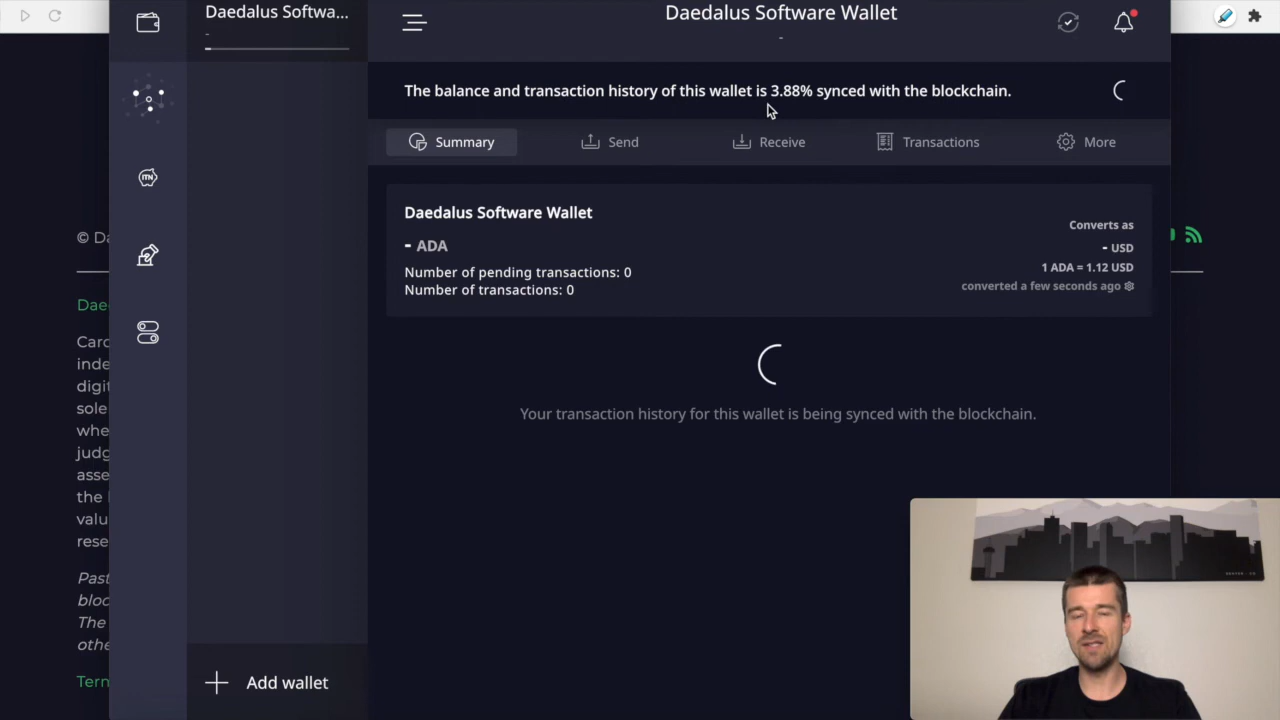 Daedalus Softwa...
-
Daedalus Software Wallet
-
The balance and transaction history of this wallet is 3.88% synced with the blockchain.
Summary
Send
Receive
Transactions
More
ITN
Daedalus Software Wallet
- ADA
Number of pending transactions: 0
Number of transactions: 0
Converts as
- USD
1 ADA = 1.12 USD
converted a few seconds ago
Your transaction history for this wallet is being synced with the blockchain.
Add wallet
© Da
Dae
Card
inde
digit
sole
whe
judg
asse
the
valu
rese
Past
bloc
The
othe
Term